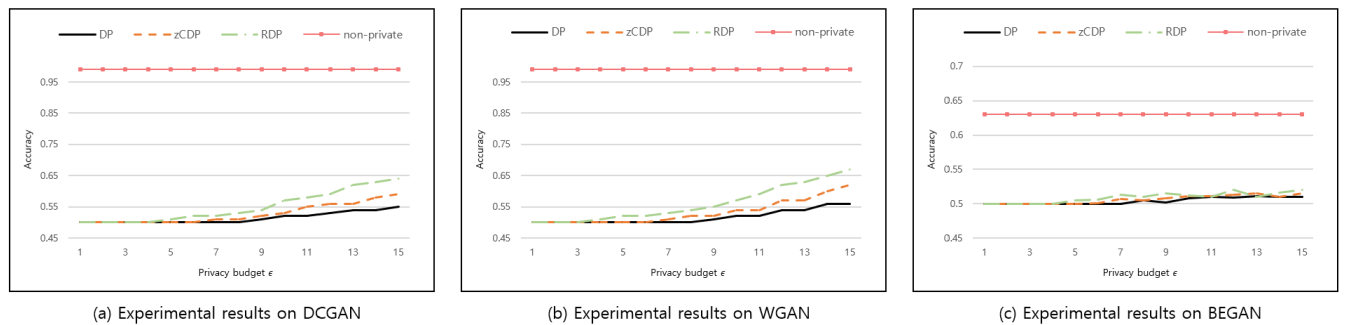 DP zCDP RDP non-private
0.95
0.85
0.75
0.65
0.55
0.45
Accuracy
1 3 5 7 9 11 13 15
Privacy budget ϵ
(a) Experimental results on DCGAN
DP zCDP RDP non-private
0.95
0.85
0.75
0.65
0.55
0.45
Accuracy
1 3 5 7 9 11 13 15
Privacy budget ϵ
(b) Experimental results on WGAN
DP zCDP RDP non-private
0.7
0.65
0.6
0.55
0.5
0.45
Accuracy
1 3 5 7 9 11 13 15
Privacy budget ϵ
(c) Experimental results on BEGAN